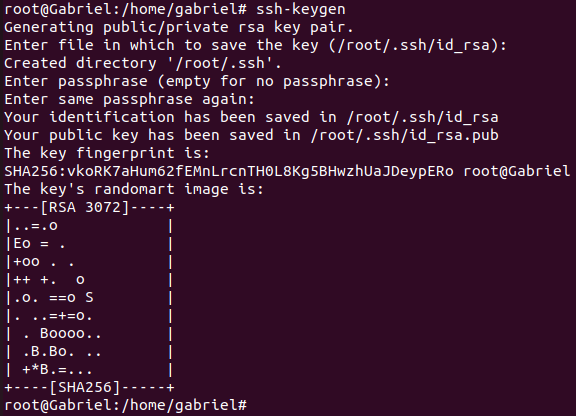 root@Gabriel:/home/gabriel# ssh-keygen
Generating public/private rsa key pair.
Enter file in which to save the key (/root/.ssh/id_rsa):
Created directory '/root/.ssh'.
Enter passphrase (empty for no passphrase):
Enter same passphrase again:
Your identification has been saved in /root/.ssh/id_rsa
Your public key has been saved in /root/.ssh/id_rsa.pub
The key fingerprint is:
SHA256:vkoRK7aHum62fEMnLrcnTH0L8Kg5BHwzhUaJDeypERo root@Gabriel
The key's randomart image is:
+---[RSA 3072]----+
|..=.o            |
|Eo = .           |
|+oo . .          |
|++ +.  o         |
|.o. ==o S        |
|. ..=+=o.        |
| . Boooo..       |
| .B.Bo. ..       |
| +*B.=...        |
+----[SHA256]-----+
root@Gabriel:/home/gabriel#